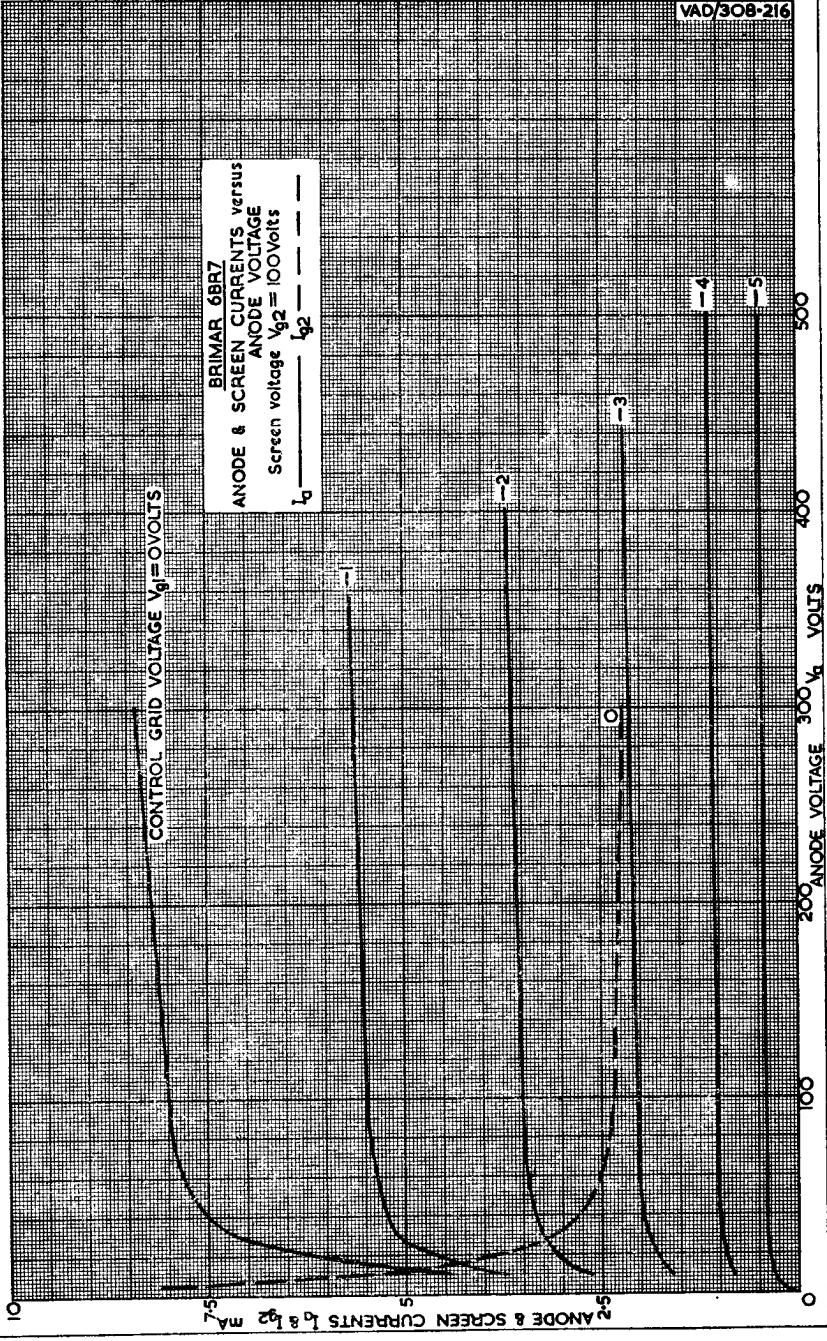 VAD/308·216
BRIMAR 6BR7
ANODE & SCREEN CURRENTS versus
ANODE VOLTAGE
Screen voltage Vg2 = 100Volts
Ia Ig2
CONTROL GRID VOLTAGE Vg1=0VOLTS
-1
-2
-3
-4
-5
0
10
7·5
5
2·5
0
ANODE & SCREEN CURRENTS Ia & Ig2 mA
100
200
300
400
500
ANODE VOLTAGE Va VOLTS